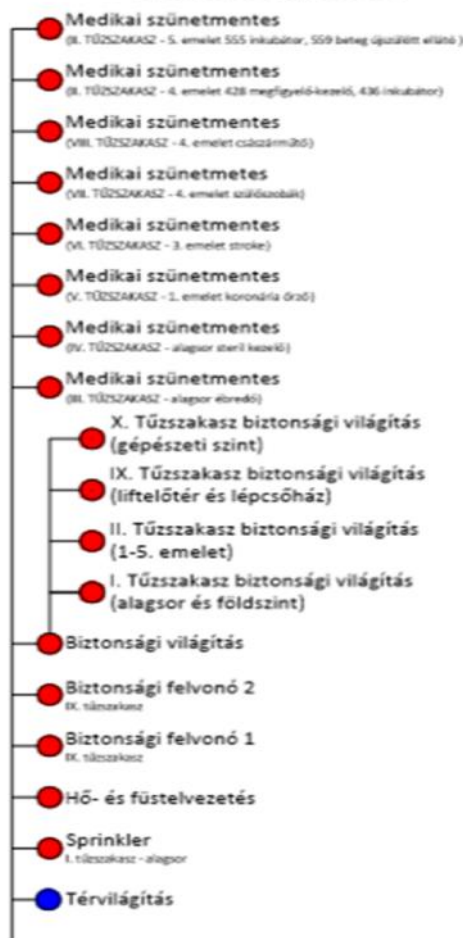 Medikai szünetmentes
(II. TŰZSZAKASZ - 5. emelet 555 inkubátor, 559 beteg újszülött ellátó )
Medikai szünetmentes
(II. TŰZSZAKASZ - 4. emelet 428 megfigyelő-kezelő, 436 inkubátor)
Medikai szünetmentes
(VIII. TŰZSZAKASZ - 4. emelet császárműtő)
Medikai szünetmetes
(VII. TŰZSZAKASZ - 4. emelet szülőszobák)
Medikai szünetmentes
(VI. TŰZSZAKASZ - 3. emelet stroke)
Medikai szünetmentes
(V. TŰZSZAKASZ - 1. emelet koronária őrző)
Medikai szünetmentes
(IV. TŰZSZAKASZ - alagsor steril kezelő)
Medikai szünetmentes
(III. TŰZSZAKASZ - alagsor ébredő)
X. Tűzszakasz biztonsági világítás
(gépészeti szint)
IX. Tűzszakasz biztonsági világítás
(liftelőtér és lépcsőház)
II. Tűzszakasz biztonsági világítás
(1-5. emelet)
I. Tűzszakasz biztonsági világítás
(alagsor és földszint)
Biztonsági világítás
Biztonsági felvonó 2
IX. tűzszakasz
Biztonsági felvonó 1
IX. tűzszakasz
Hő- és füstelvezetés
Sprinkler
I. tűzszakasz - alagsor
Térvilágítás